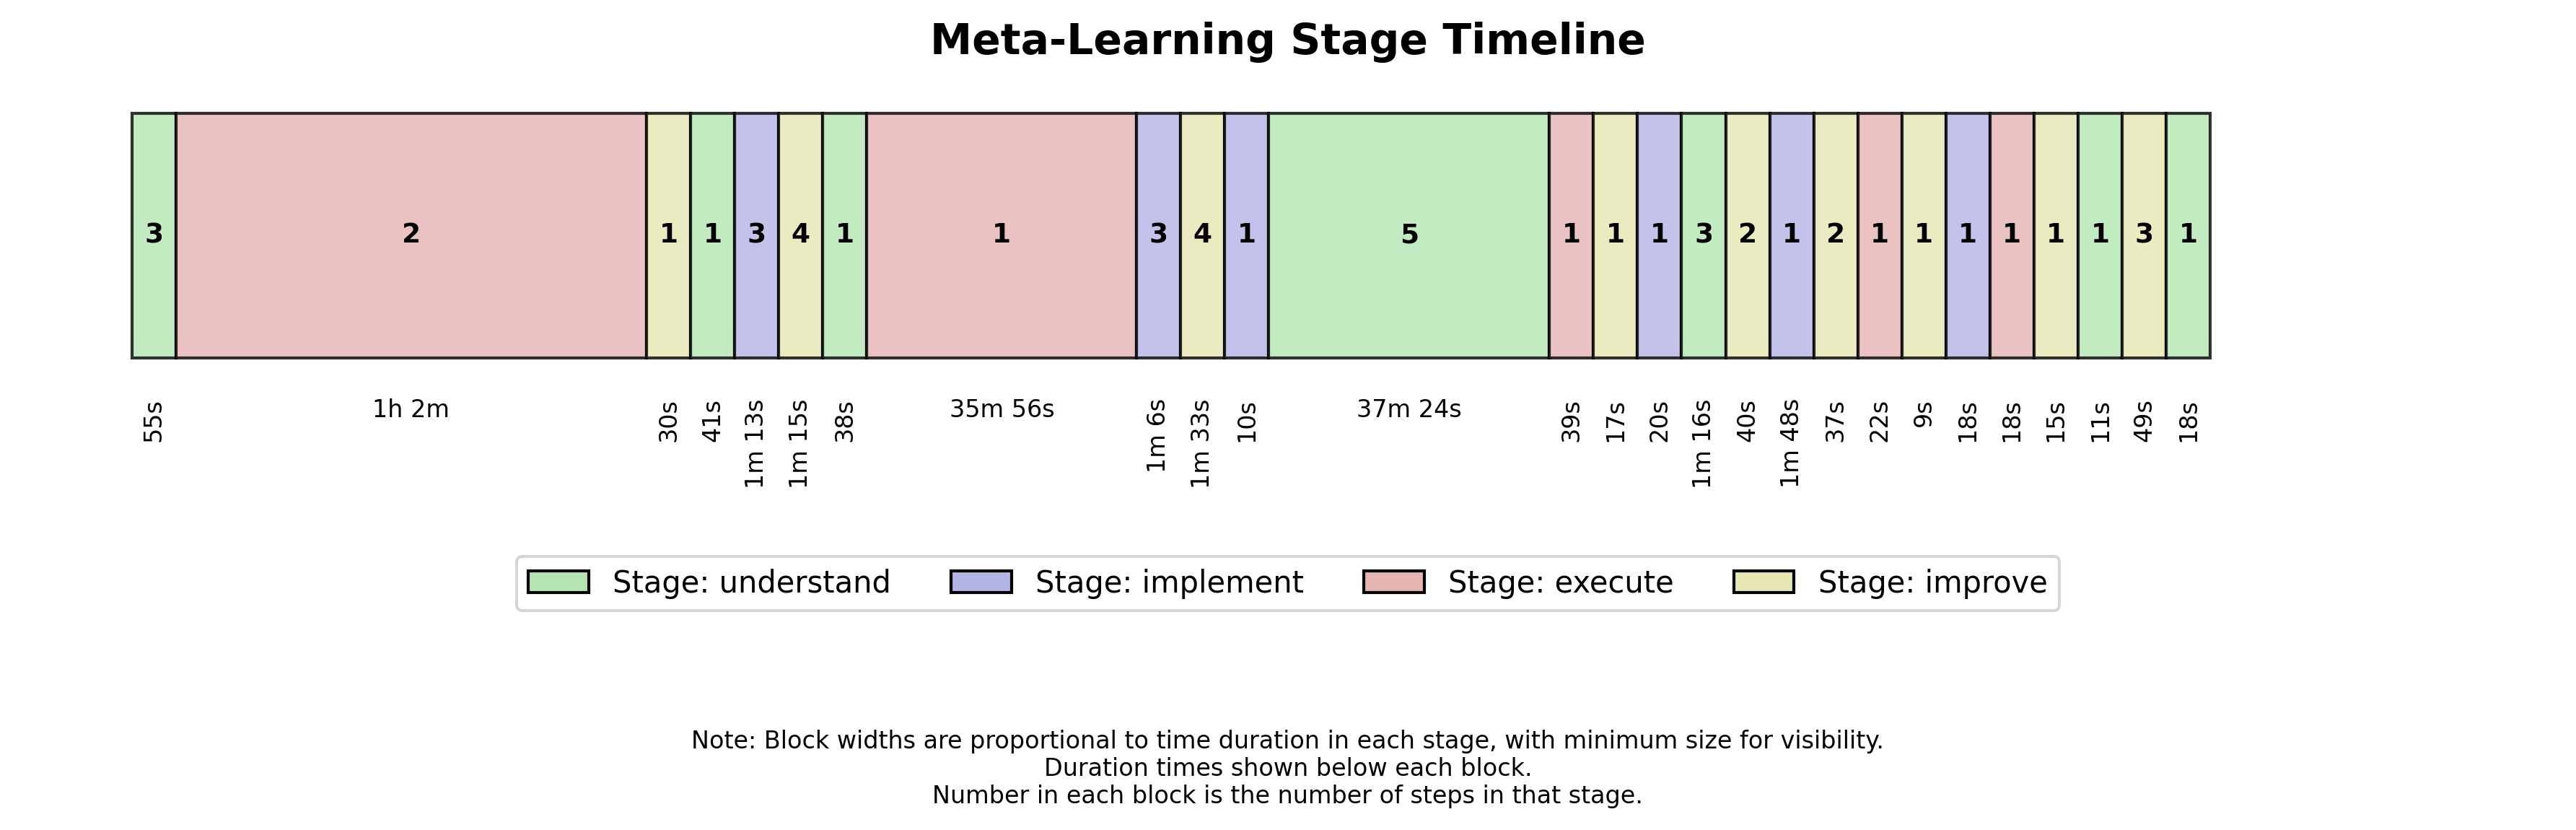 Meta-Learning Stage Timeline
3 2 1 1 3 4 1 1 3 4 1 5 1 1 1 3 2 1 2 1 1 1 1 1 1 3 1
55s 1h 2m 30s 41s 1m 13s 1m 15s 38s 35m 56s 1m 6s 1m 33s 10s 37m 24s 39s 17s 20s 1m 16s 40s 1m 48s 37s 22s 9s 18s 18s 15s 11s 49s 18s
Stage: understand Stage: implement Stage: execute Stage: improve
Note: Block widths are proportional to time duration in each stage, with minimum size for visibility.
Duration times shown below each block.
Number in each block is the number of steps in that stage.